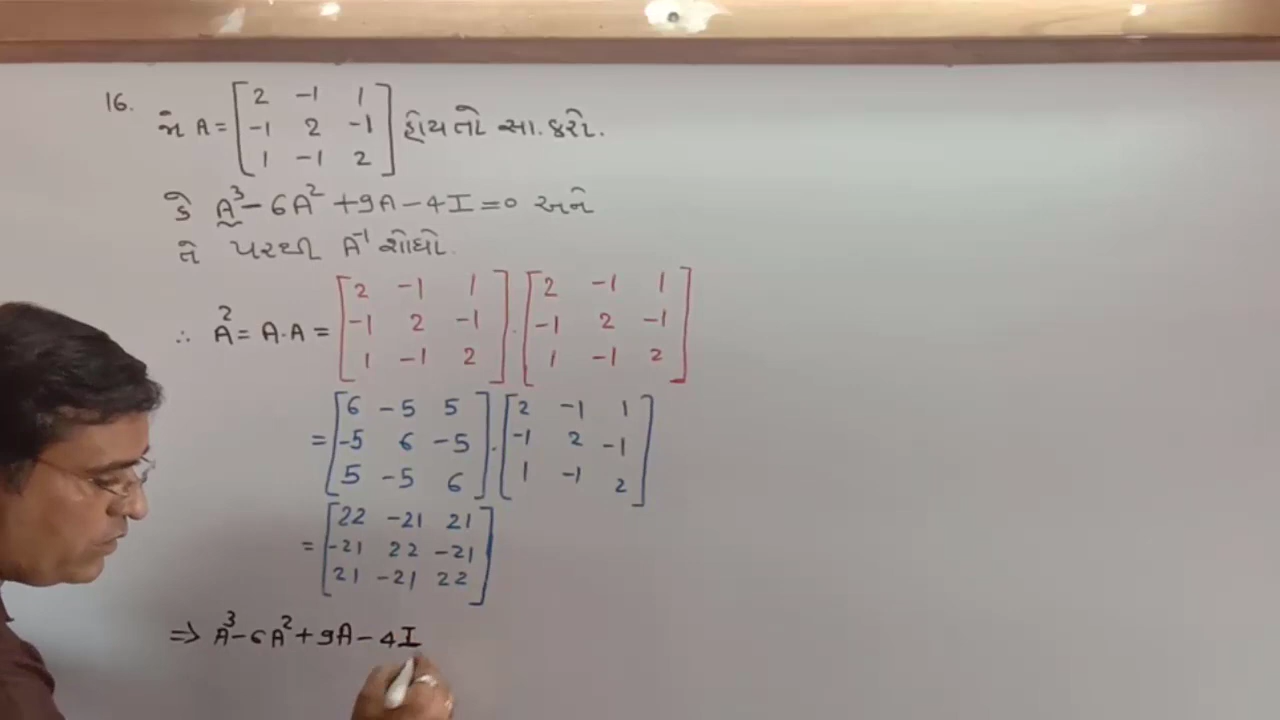 16. જો A = [2 -1 1; -1 2 -1; 1 -1 2] હોય તો સા. કરો.
કે A³ - 6A² + 9A - 4I = 0 અને
તે પરથી A⁻¹ શોધો.
∴ A² = A·A = [2 -1 1; -1 2 -1; 1 -1 2] · [2 -1 1; -1 2 -1; 1 -1 2]
= [6 -5 5; -5 6 -5; 5 -5 6] · [2 -1 1; -1 2 -1; 1 -1 2]
= [22 -21 21; -21 22 -21; 21 -21 22]
⇒ A³ - 6A² + 9A - 4I